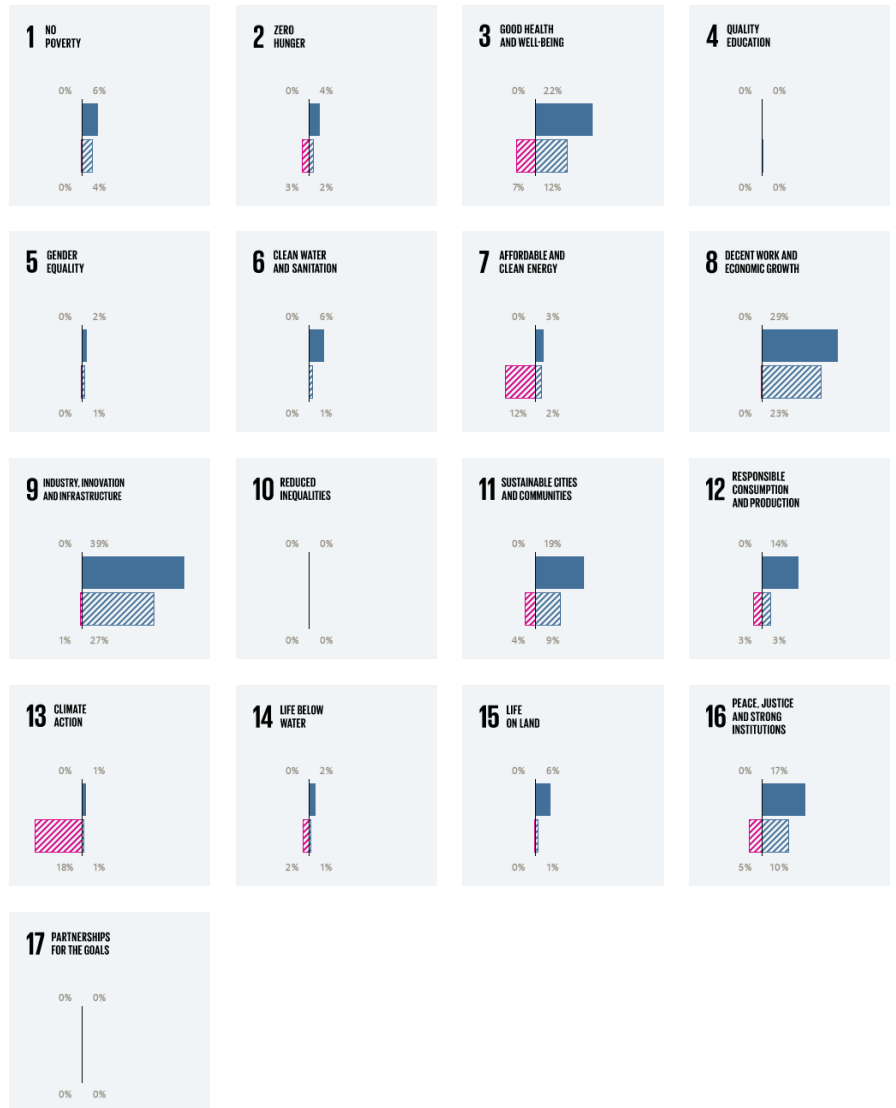 1 NO
POVERTY
0% 6%
0% 4%
2 ZERO
HUNGER
0% 4%
3% 2%
3 GOOD HEALTH
AND WELL-BEING
0% 22%
7% 12%
4 QUALITY
EDUCATION
0% 0%
0% 0%
5 GENDER
EQUALITY
0% 2%
0% 1%
6 CLEAN WATER
AND SANITATION
0% 6%
0% 1%
7 AFFORDABLE AND
CLEAN ENERGY
0% 3%
12% 2%
8 DECENT WORK AND
ECONOMIC GROWTH
0% 29%
0% 23%
9 INDUSTRY, INNOVATION
AND INFRASTRUCTURE
0% 39%
1% 27%
10 REDUCED
INEQUALITIES
0% 0%
0% 0%
11 SUSTAINABLE CITIES
AND COMMUNITIES
0% 19%
4% 9%
12 RESPONSIBLE
CONSUMPTION
AND PRODUCTION
0% 14%
3% 3%
13 CLIMATE
ACTION
0% 1%
18% 1%
14 LIFE BELOW
WATER
0% 2%
2% 1%
15 LIFE
ON LAND
0% 6%
0% 1%
16 PEACE, JUSTICE
AND STRONG
INSTITUTIONS
0% 17%
5% 10%
17 PARTNERSHIPS
FOR THE GOALS
0% 0%
0% 0%